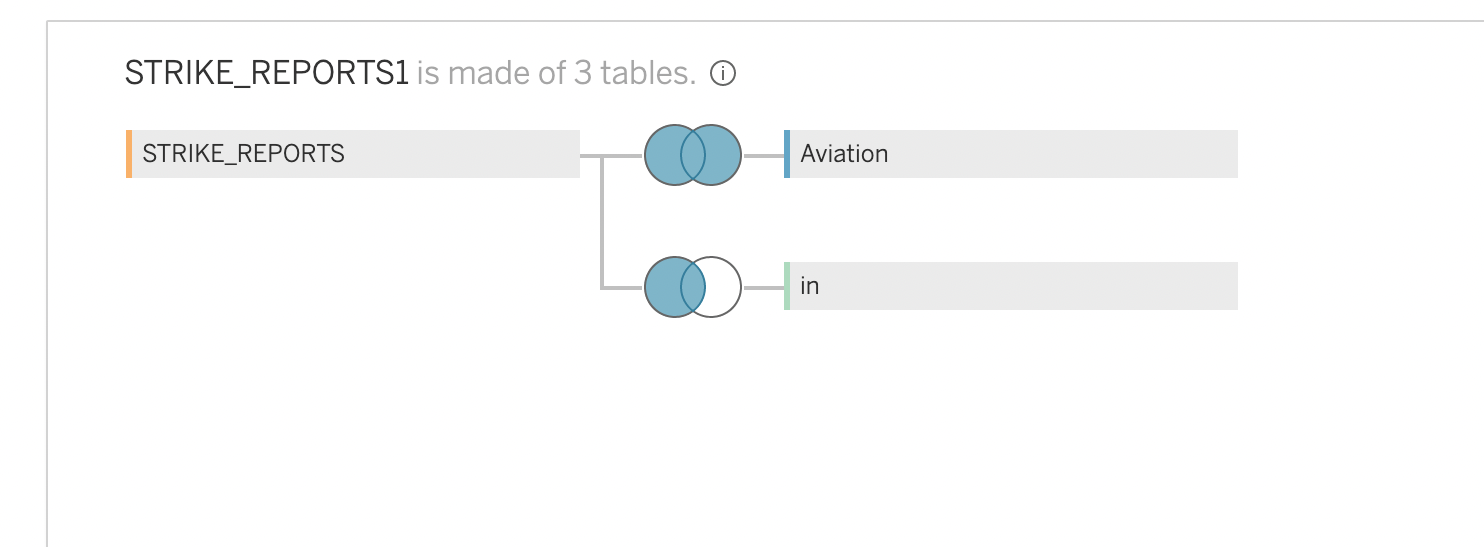 STRIKE_REPORTS1 is made of 3 tables. i
STRIKE_REPORTS
Aviation
in